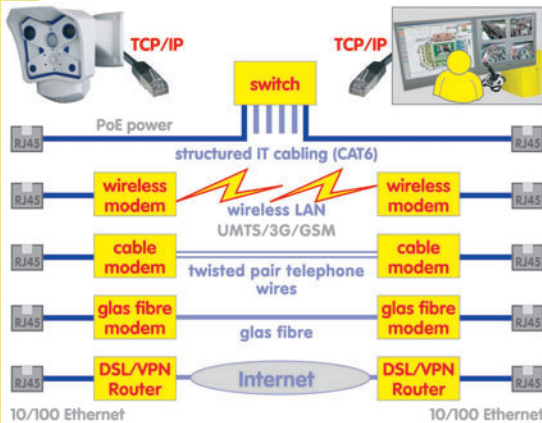 TCP/IP
TCP/IP
switch
PoE power
RJ45
RJ45
structured IT cabling (CAT6)
wireless
modem
wireless
modem
RJ45
RJ45
wireless LAN
UMTS/3G/GSM
cable
modem
cable
modem
RJ45
RJ45
twisted pair telephone
wires
glas fibre
modem
glas fibre
modem
RJ45
RJ45
glas fibre
DSL/VPN
Router
Internet
DSL/VPN
Router
RJ45
RJ45
10/100 Ethernet
10/100 Ethernet